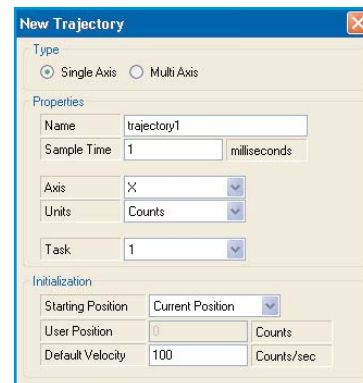 New Trajectory
Type
Single Axis Multi Axis
Properties
Name trajectory1
Sample Time 1 milliseconds
Axis X
Units Counts
Task 1
Initialization
Starting Position Current Position
User Position 0 Counts
Default Velocity 100 Counts/sec